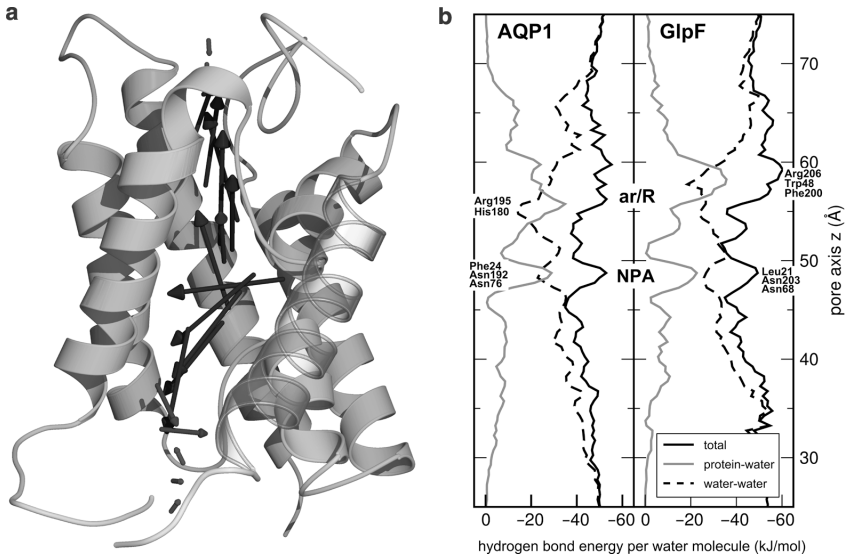 a
b
AQP1
GlpF
70
60
50
40
30
pore axis z (Å)
Arg206
Trp48
Phe200
Arg195
His180
ar/R
Phe24
Asn192
Asn76
NPA
Leu21
Asn203
Asn68
total
protein-water
water-water
0 −20 −40 −60 0 −20 −40 −60
hydrogen bond energy per water molecule (kJ/mol)